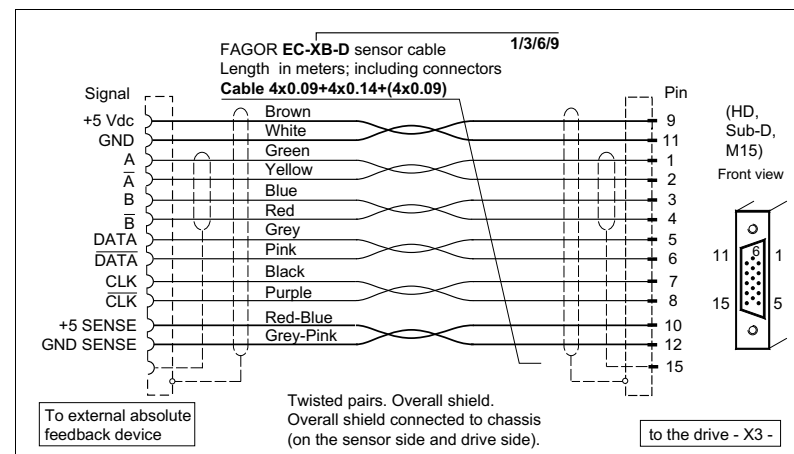 FAGOR EC-XB-D sensor cable 1/3/6/9
Length in meters; including connectors
Cable 4x0.09+4x0.14+(4x0.09)
Signal Pin
+5 Vdc Brown 9
GND White 11
A Green 1
A̅ Yellow 2
B Blue 3
B̅ Red 4
DATA Grey 5
D̅A̅T̅A̅ Pink 6
CLK Black 7
C̅L̅K̅ Purple 8
+5 SENSE Red-Blue 10
GND SENSE Grey-Pink 12
15
(HD,
Sub-D,
M15)
Front view
6
11 1
15 5
To external absolute
feedback device
Twisted pairs. Overall shield.
Overall shield connected to chassis
(on the sensor side and drive side).
to the drive - X3 -